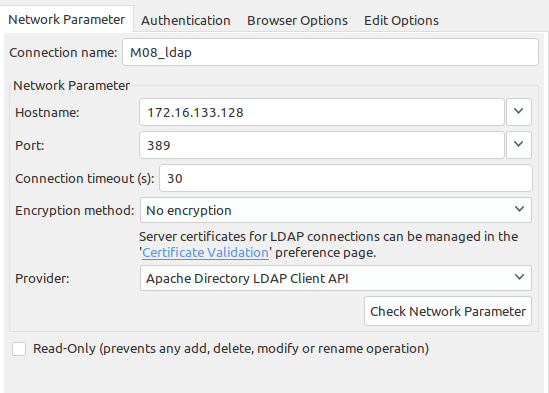 Network Parameter Authentication Browser Options Edit Options
Connection name: M08_ldap
Network Parameter
Hostname: 172.16.133.128
Port: 389
Connection timeout (s): 30
Encryption method: No encryption
Server certificates for LDAP connections can be managed in the
'Certificate Validation' preference page.
Provider: Apache Directory LDAP Client API
Check Network Parameter
Read-Only (prevents any add, delete, modify or rename operation)